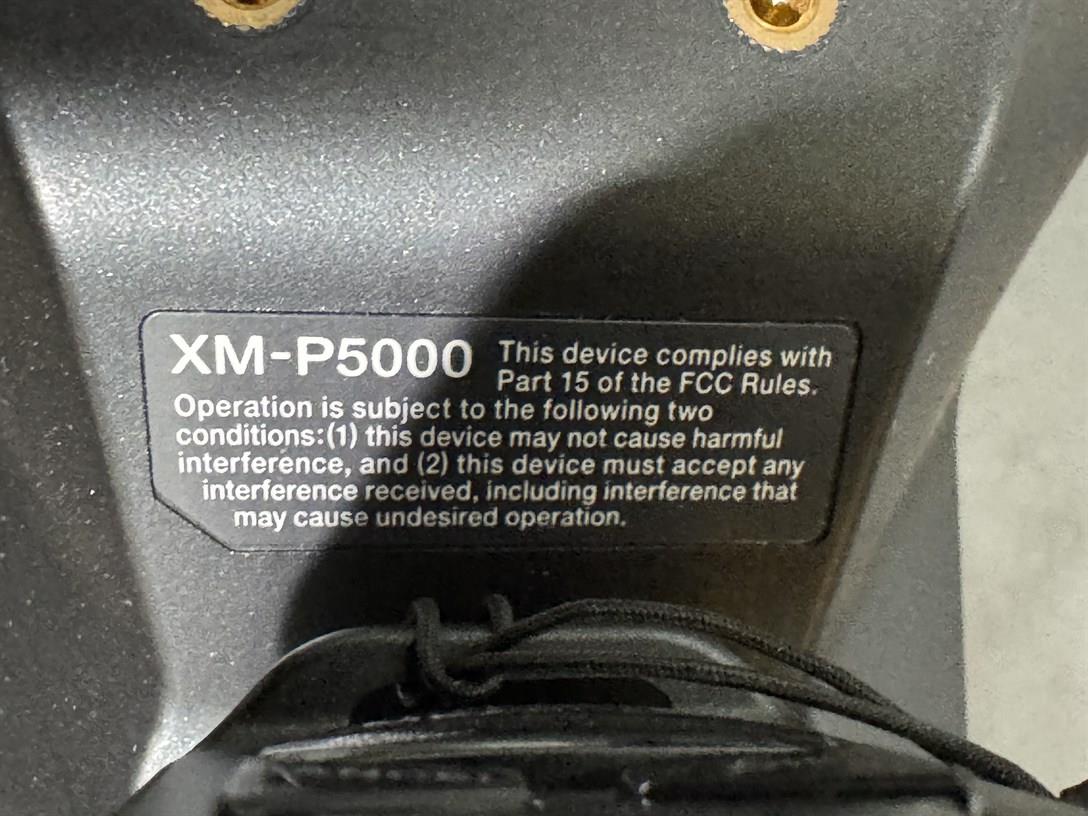 XM-P5000
This device complies with
Part 15 of the FCC Rules.
Operation is subject to the following two
conditions:(1) this device may not cause harmful
interference, and (2) this device must accept any
interference received, including interference that
may cause undesired operation.